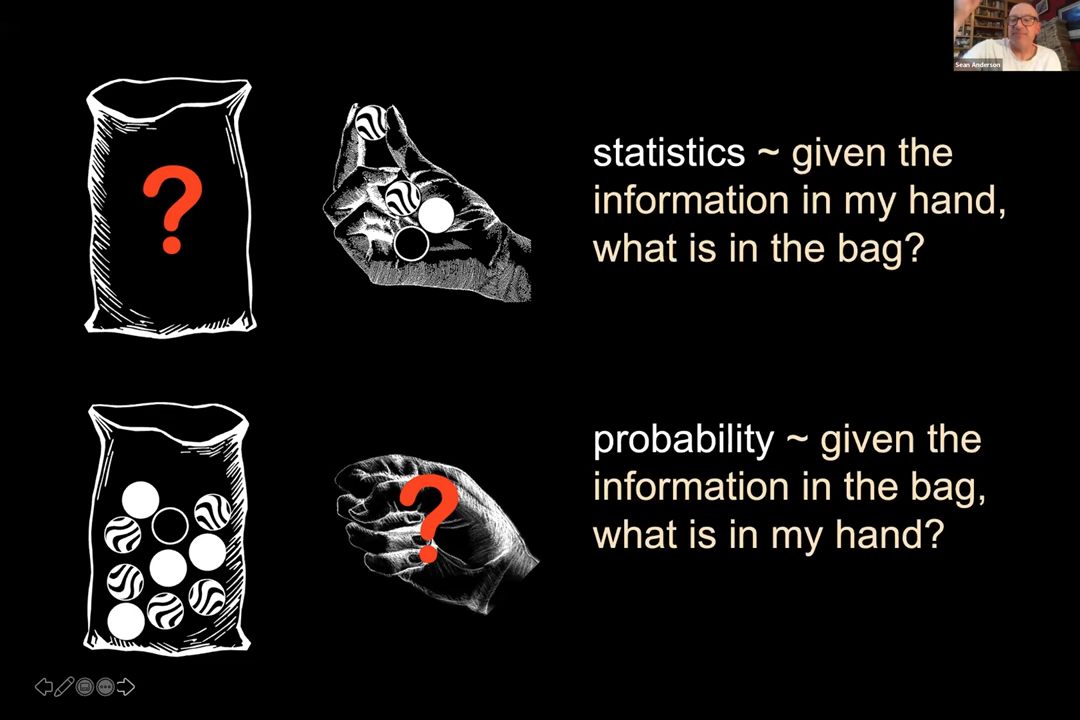 Sean Anderson
?
statistics ~ given the
information in my hand,
what is in the bag?
?
probability ~ given the
information in the bag,
what is in my hand?